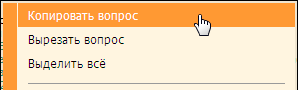 Копировать вопрос
Вырезать вопрос
Выделить всё